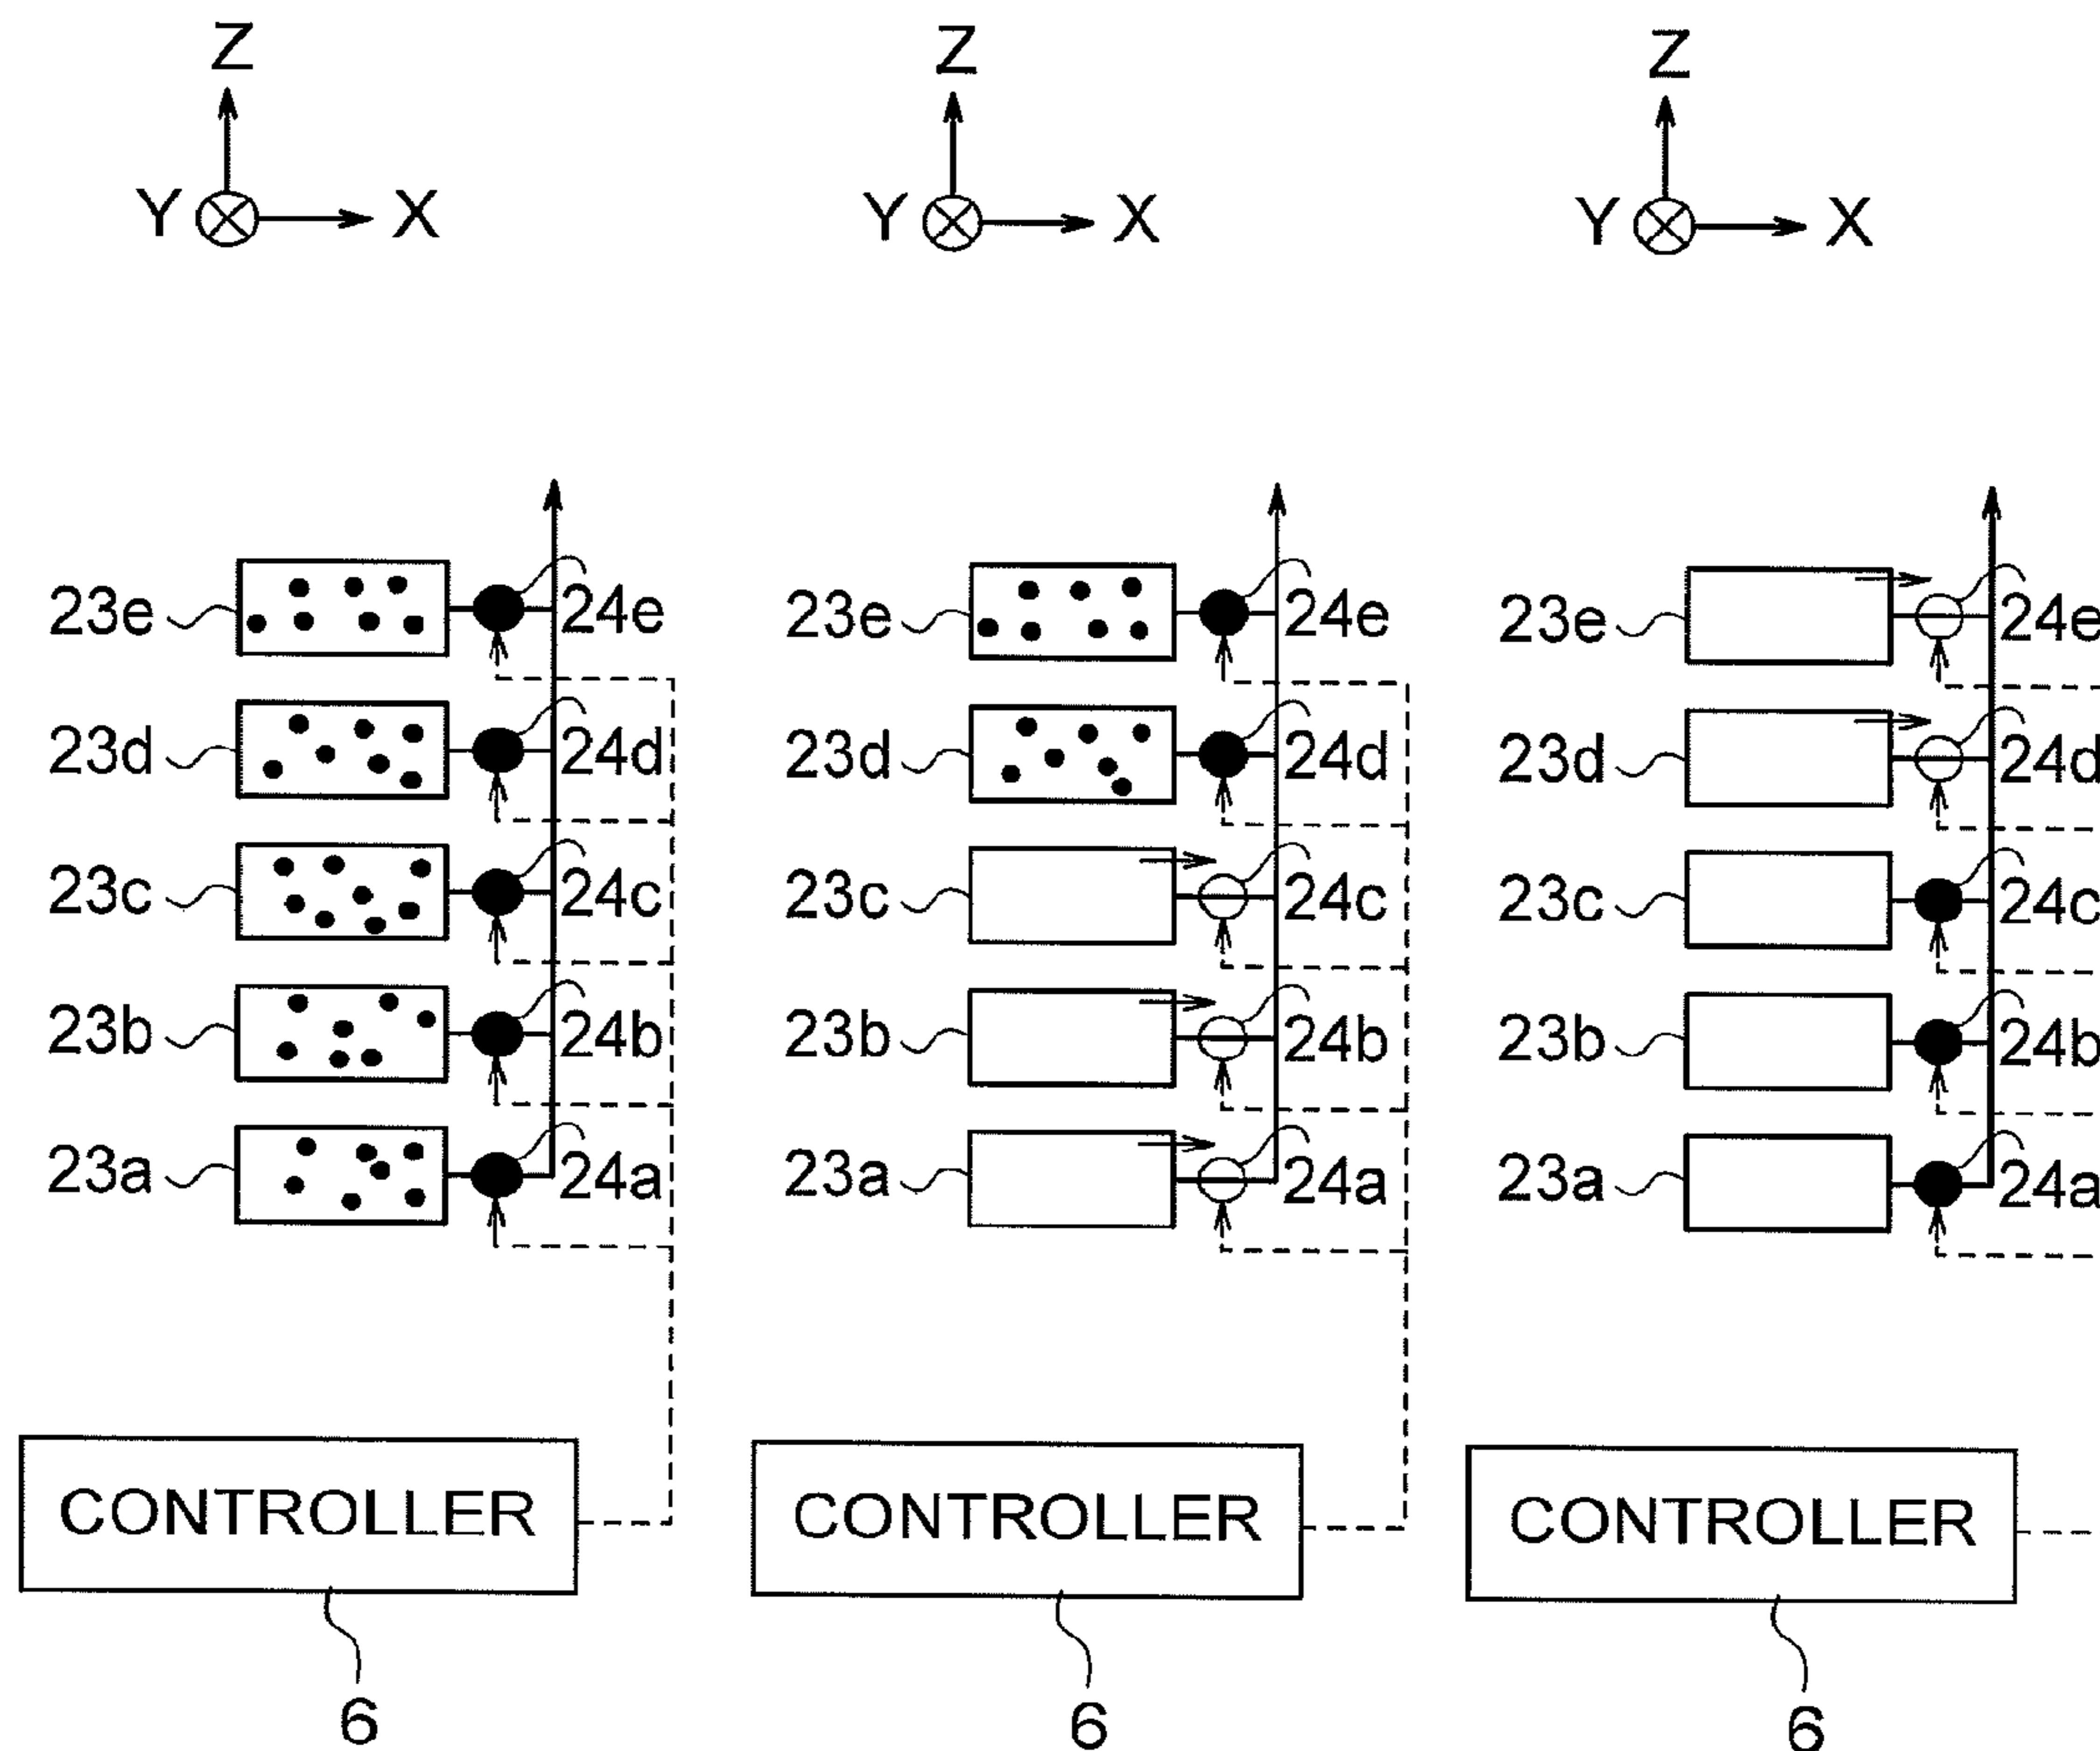 Z Z Z
Y X Y X Y X
23e 24e 23e 24e 23e 24e
23d 24d 23d 24d 23d 24d
23c 24c 23c 24c 23c 24c
23b 24b 23b 24b 23b 24b
23a 24a 23a 24a 23a 24a
CONTROLLER CONTROLLER CONTROLLER
6 6 6